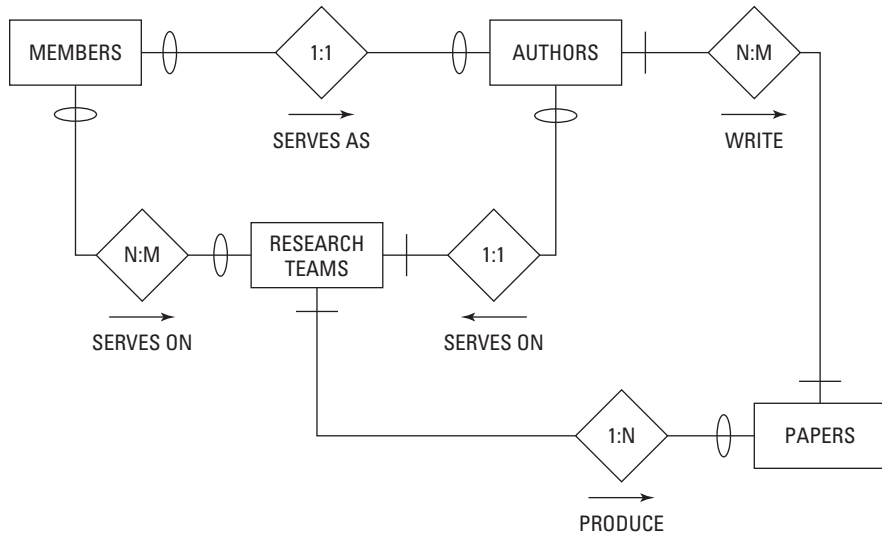 MEMBERS
1:1
AUTHORS
N:M
SERVES AS
WRITE
N:M
RESEARCH
TEAMS
1:1
SERVES ON
SERVES ON
1:N
PAPERS
PRODUCE